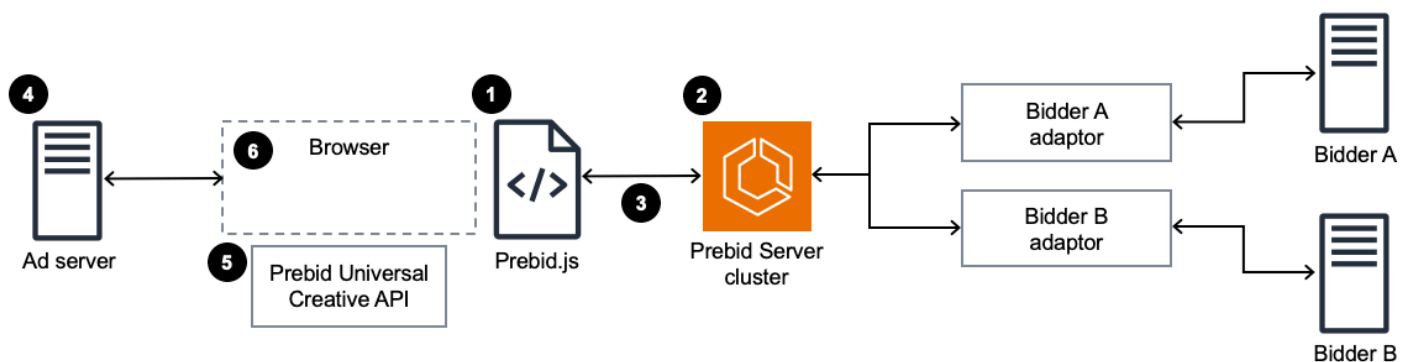 4
Ad server
6
Browser
5
Prebid Universal
Creative API
1
</>
Prebid.js
3
2
Prebid Server
cluster
Bidder A
adaptor
Bidder B
adaptor
Bidder A
Bidder B